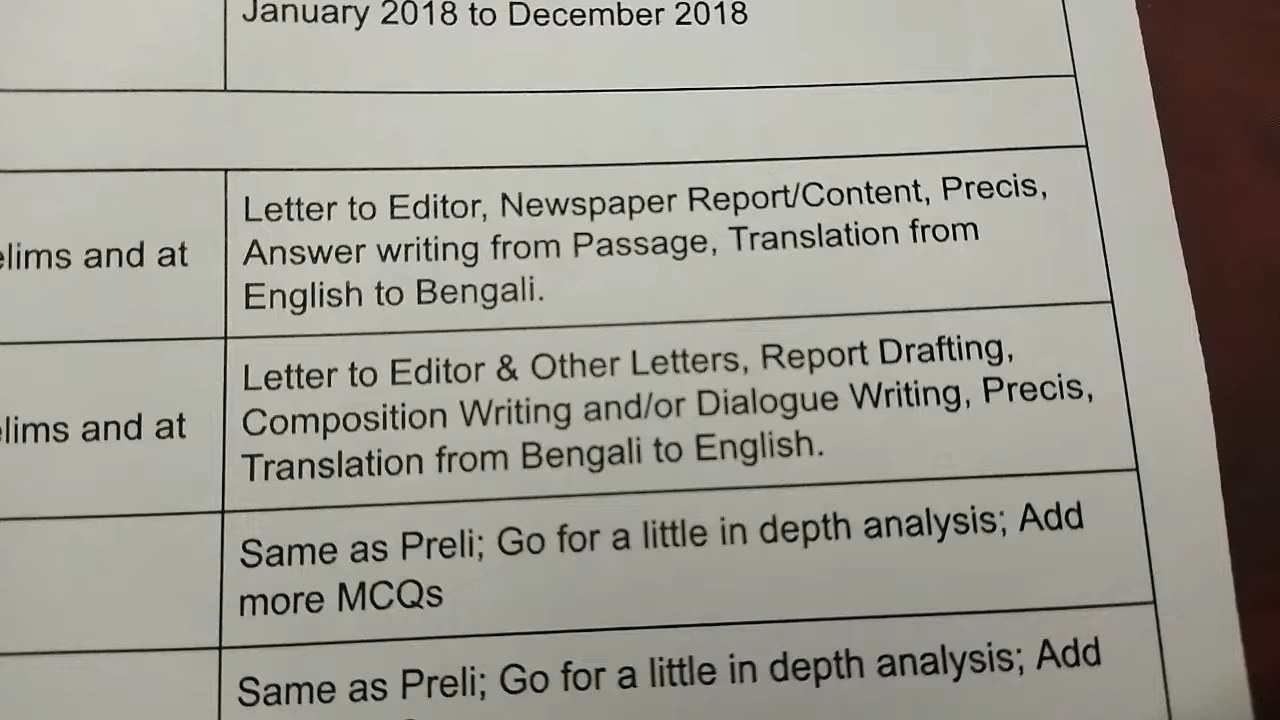 January 2018 to December 2018
Letter to Editor, Newspaper Report/Content, Precis,
Answer writing from Passage, Translation from
English to Bengali.
and at
Letter to Editor & Other Letters, Report Drafting,
Composition Writing and/or Dialogue Writing, Precis,
Translation from Bengali to English.
and at
Same as Preli; Go for a little in depth analysis; Add
more MCQs
Same as Preli; Go for a little in depth analysis; Add